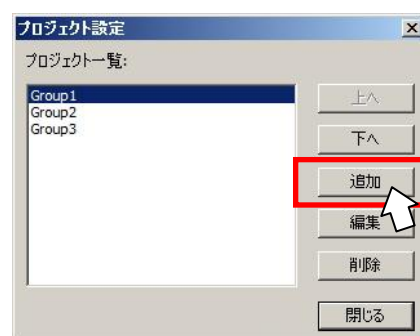 プロジェクト設定
プロジェクト一覧:
Group1
Group2
Group3
上へ
下へ
追加
編集
削除
閉じる